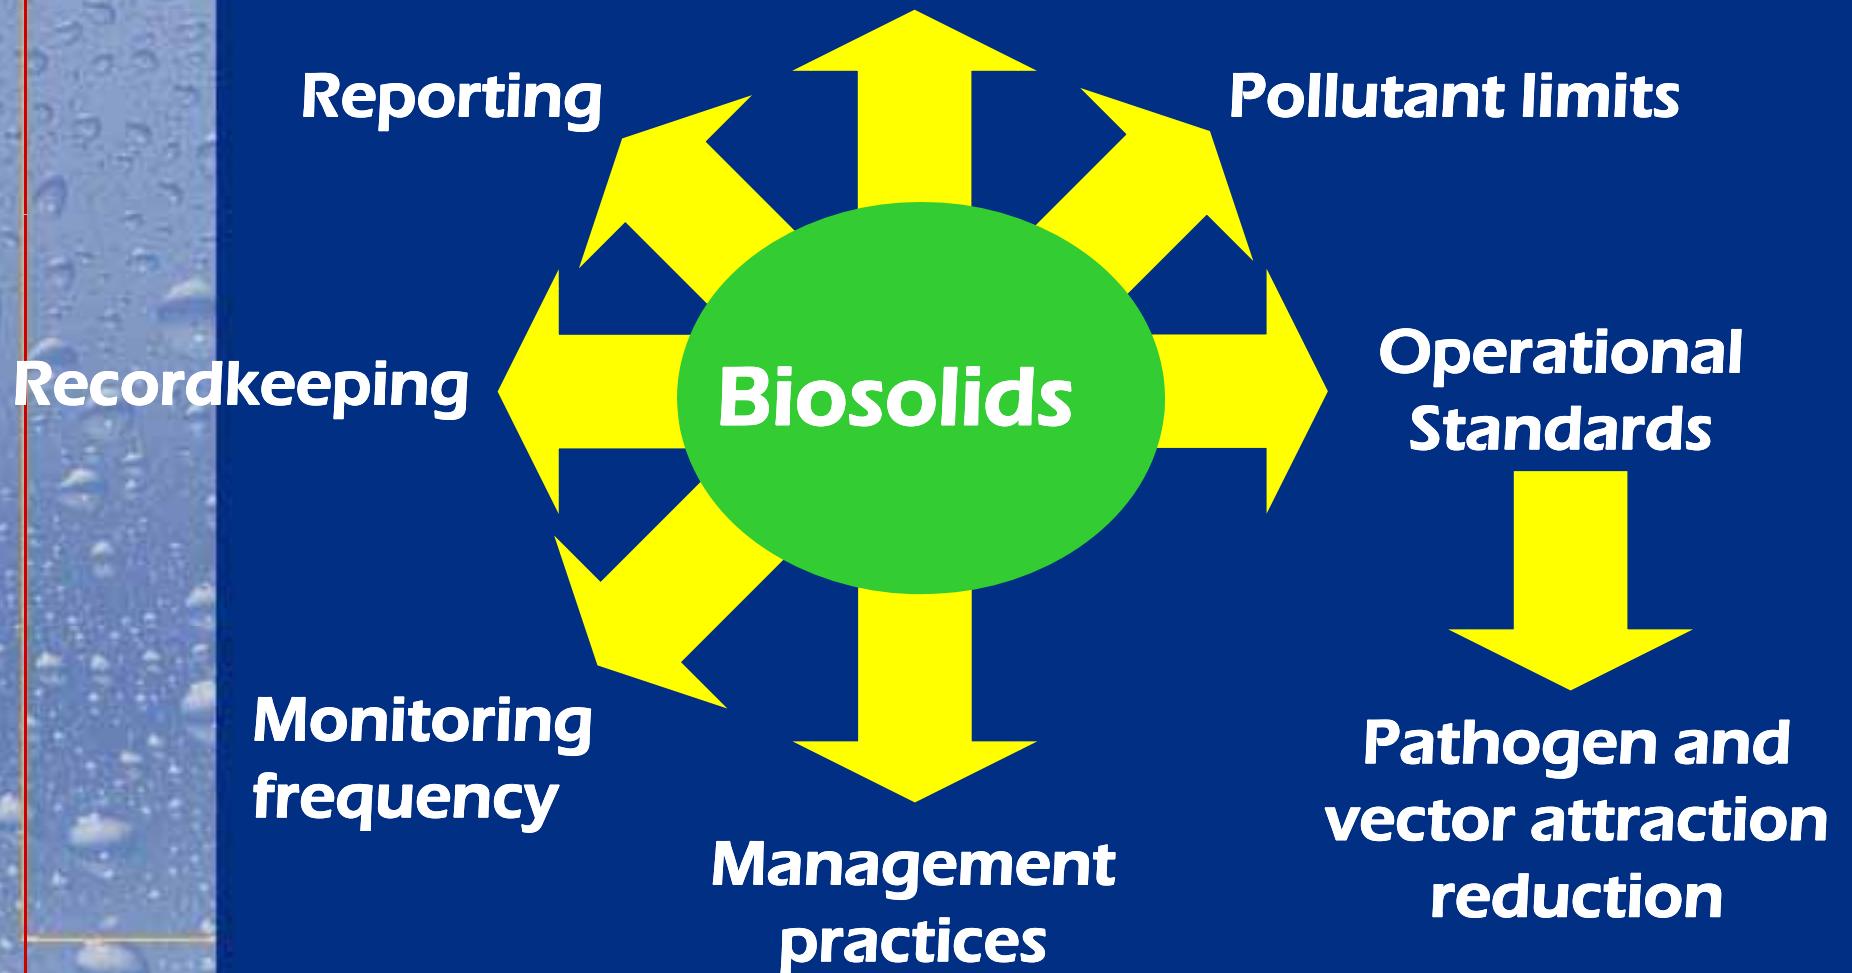 Reporting
Pollutant limits
Recordkeeping
Biosolids
Operational
Standards
Monitoring
frequency
Management
practices
Pathogen and
vector attraction
reduction